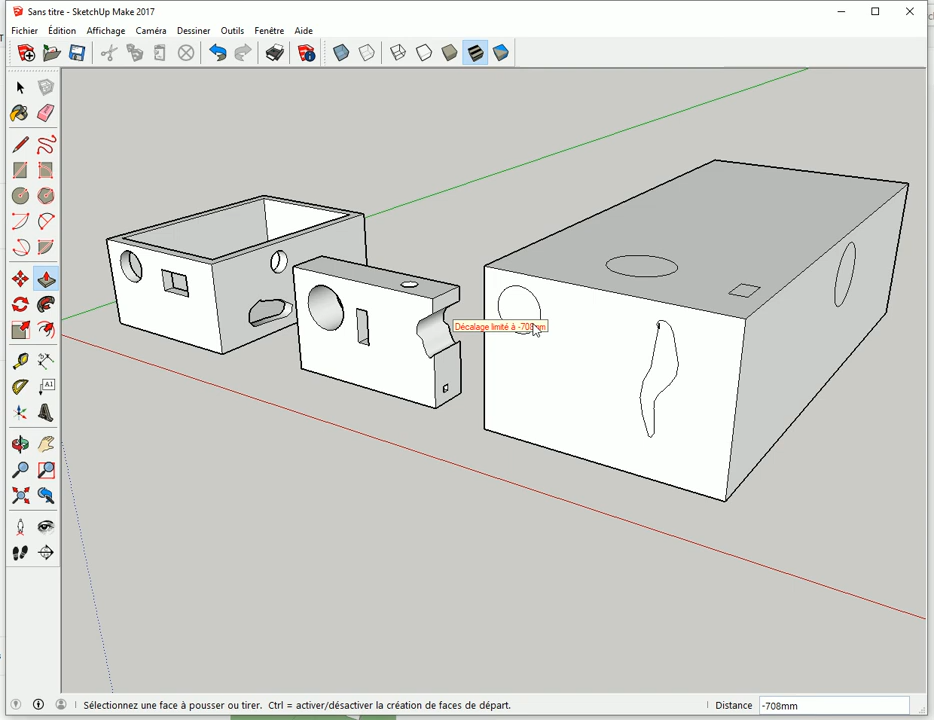 Sans titre - SketchUp Make 2017
Fichier Édition Affichage Caméra Dessiner Outils Fenêtre Aide
A1
Décalage limité à -708mm
Sélectionnez une face à pousser ou tirer. Ctrl = activer/désactiver la création de faces de départ.
Distance -708mm